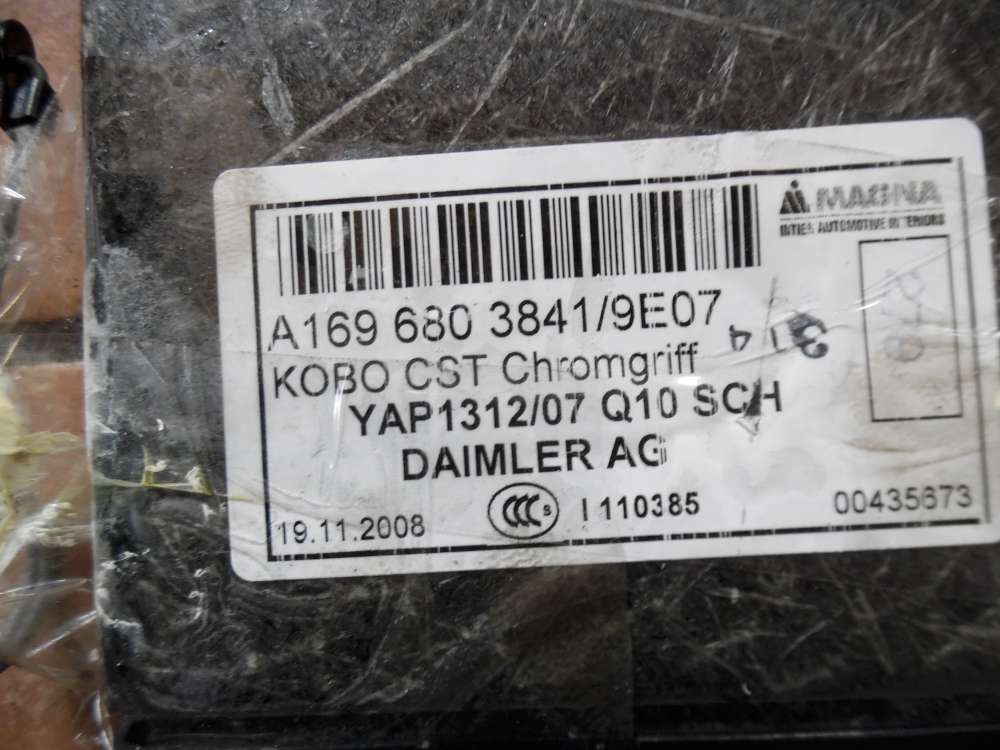 MAGNA
INTIER AUTOMOTIVE INTERIORS
A169 680 3841/9E07
KOBO CST Chromgriff
YAP1312/07 Q10 SCH
DAIMLER AG
19.11.2008
CCC S
I 110385
00435673